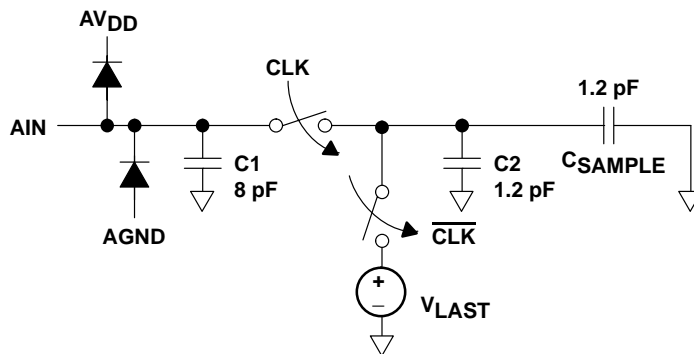 AVDD
CLK
1.2 pF
AIN
C1
8 pF
C2
1.2 pF
CSAMPLE
AGND
CLK
+
−
VLAST